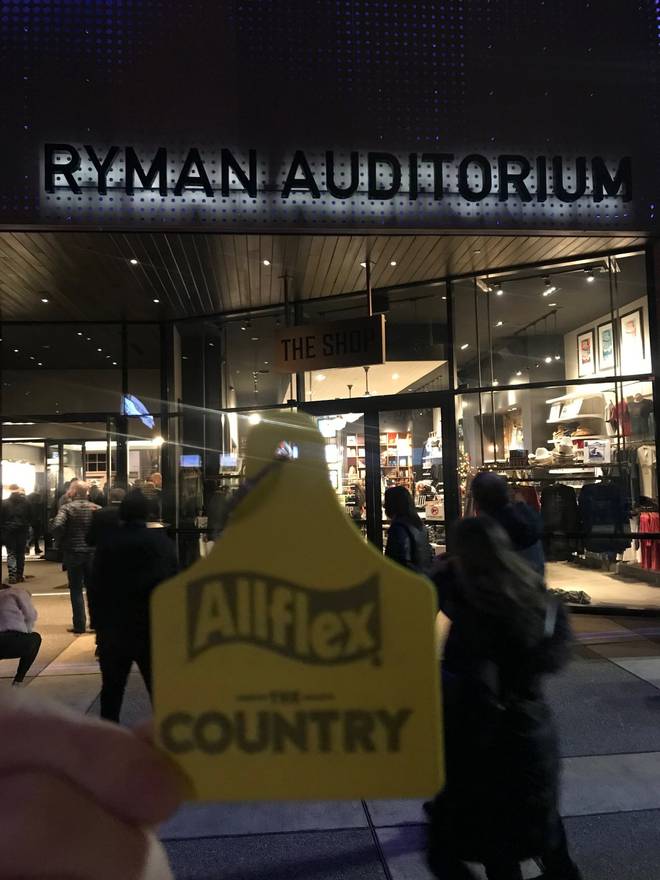 RYMAN AUDITORIUM
THE SHOP
Allflex
THE
COUNTRY